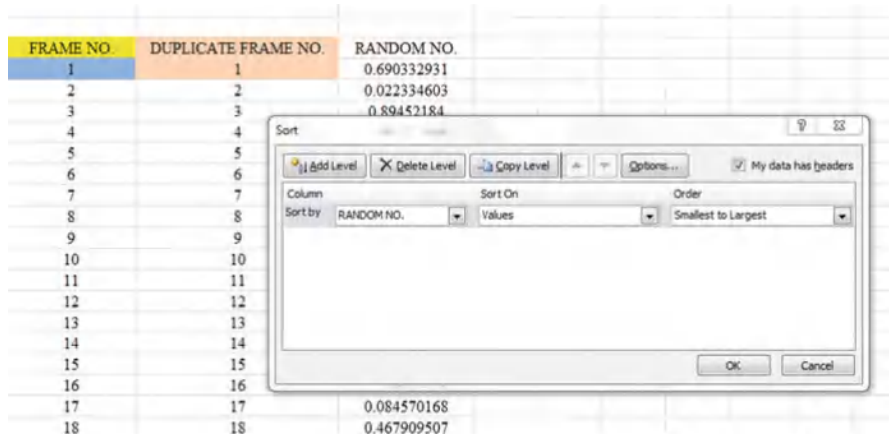 FRAME NO. DUPLICATE FRAME NO. RANDOM NO.
1 1 0.690332931
2 2 0.022334603
3 3 0.89452184
4 4
5 5
6 6
7 7
8 8
9 9
10 10
11 11
12 12
13 13
14 14
15 15
16 16
17 17 0.084570168
18 18 0.467909507
Sort
Add Level Delete Level Copy Level Options... My data has headers
Column Sort On Order
Sort by RANDOM NO. Values Smallest to Largest
OK Cancel